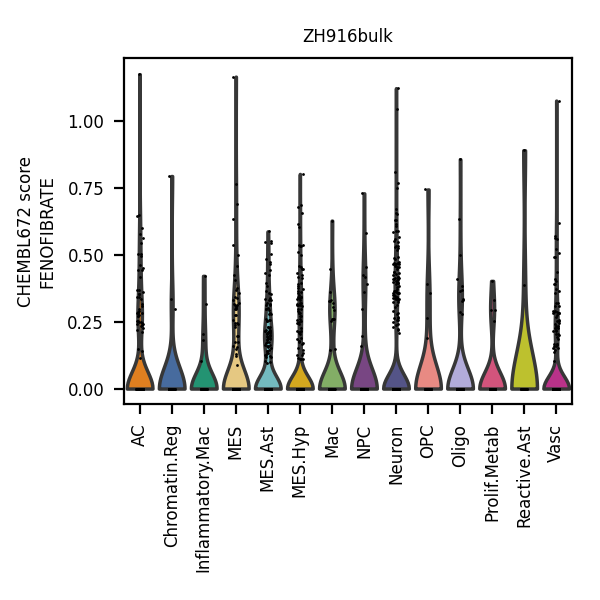 ZH916bulk
CHEMBL672 score
FENOFIBRATE
1.00
0.75
0.50
0.25
0.00
AC
Chromatin.Reg
Inflammatory.Mac
MES
MES.Ast
MES.Hyp
Mac
NPC
Neuron
OPC
Oligo
Prolif.Metab
Reactive.Ast
Vasc